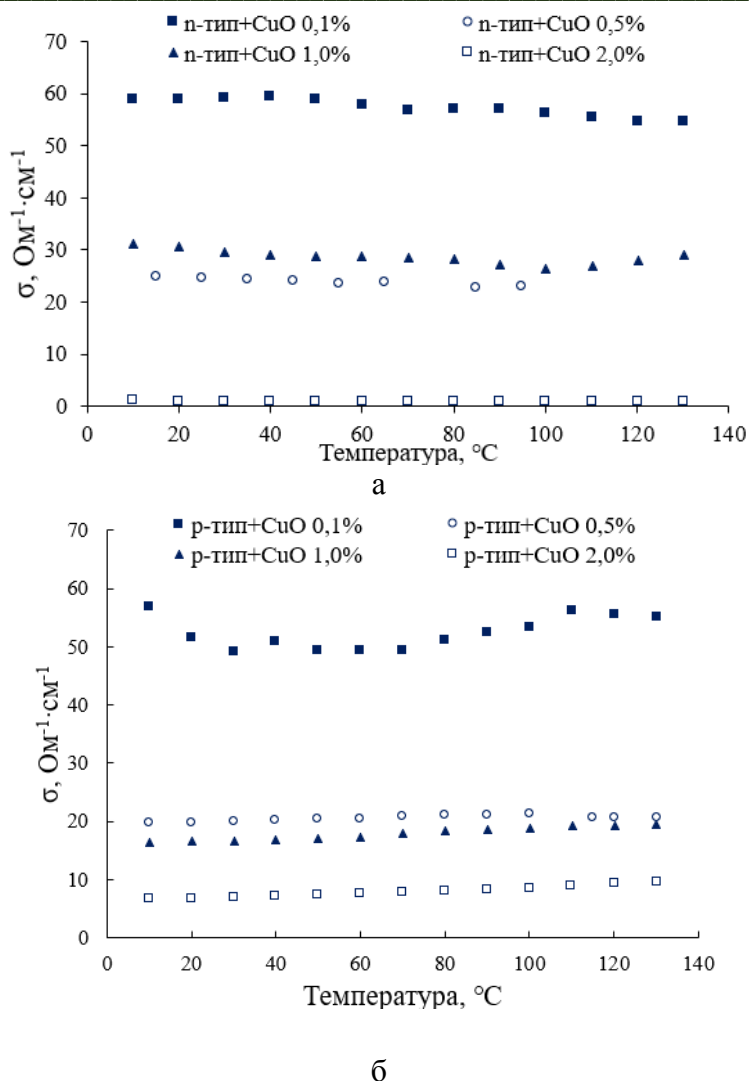 n-тип+CuO 0,1% n-тип+CuO 0,5%
n-тип+CuO 1,0% n-тип+CuO 2,0%
70
60
50
40
30
20
10
0
σ, Ом⁻¹·см⁻¹
0 20 40 60 80 100 120 140
Температура, °C
а
p-тип+CuO 0,1% p-тип+CuO 0,5%
p-тип+CuO 1,0% p-тип+CuO 2,0%
70
60
50
40
30
20
10
0
σ, Ом⁻¹·см⁻¹
0 20 40 60 80 100 120 140
Температура, °C
б